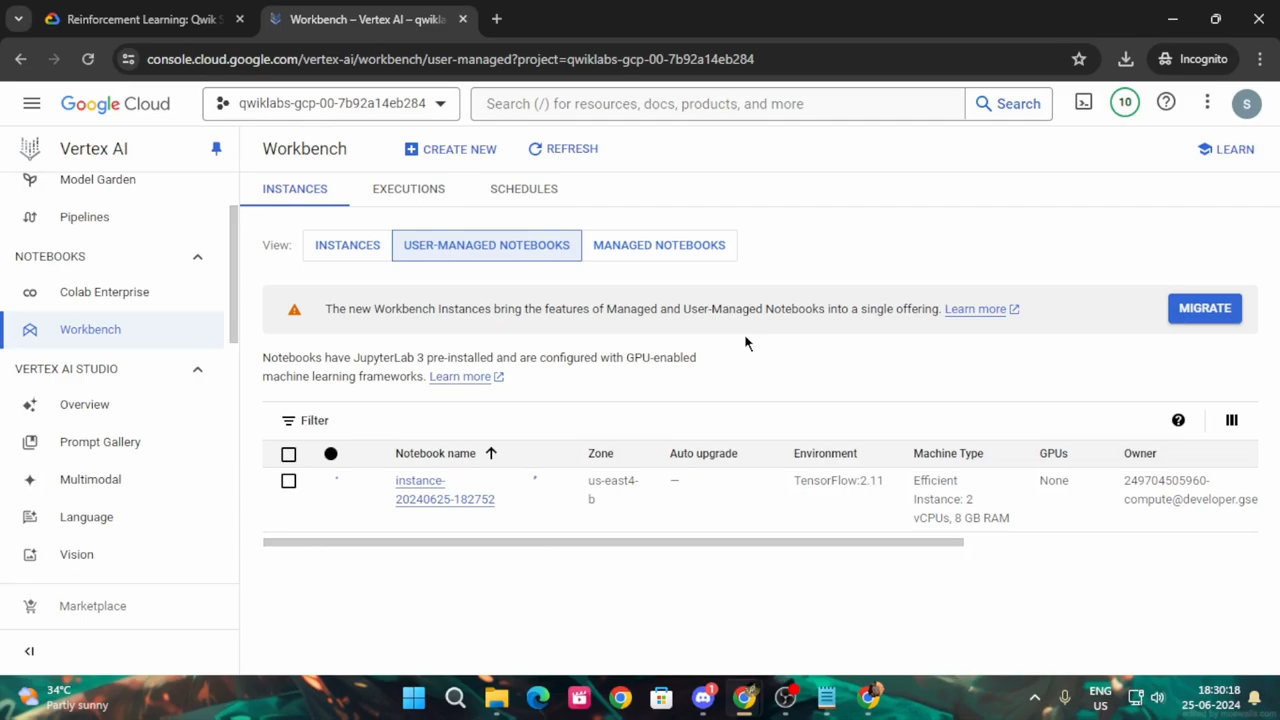 Reinforcement Learning: Qwik S
Workbench – Vertex AI – qwikla
console.cloud.google.com/vertex-ai/workbench/user-managed?project=qwiklabs-gcp-00-7b92a14eb284
Incognito
Google Cloud
qwiklabs-gcp-00-7b92a14eb284
Search (/) for resources, docs, products, and more
Search
10
S
Vertex AI
Workbench
CREATE NEW
REFRESH
LEARN
Model Garden
Pipelines
NOTEBOOKS
Colab Enterprise
Workbench
VERTEX AI STUDIO
Overview
Prompt Gallery
Multimodal
Language
Vision
Marketplace
INSTANCES
EXECUTIONS
SCHEDULES
View:
INSTANCES
USER-MANAGED NOTEBOOKS
MANAGED NOTEBOOKS
The new Workbench Instances bring the features of Managed and User-Managed Notebooks into a single offering. Learn more
MIGRATE
Notebooks have JupyterLab 3 pre-installed and are configured with GPU-enabled
machine learning frameworks. Learn more
Filter
Notebook name
Zone
Auto upgrade
Environment
Machine Type
GPUs
Owner
instance-
20240625-182752
us-east4-
b
—
TensorFlow:2.11
Efficient
Instance: 2
vCPUs, 8 GB RAM
None
249704505960-
compute@developer.gse
34°C
Partly sunny
1
ENG
US
18:30:18
25-06-2024